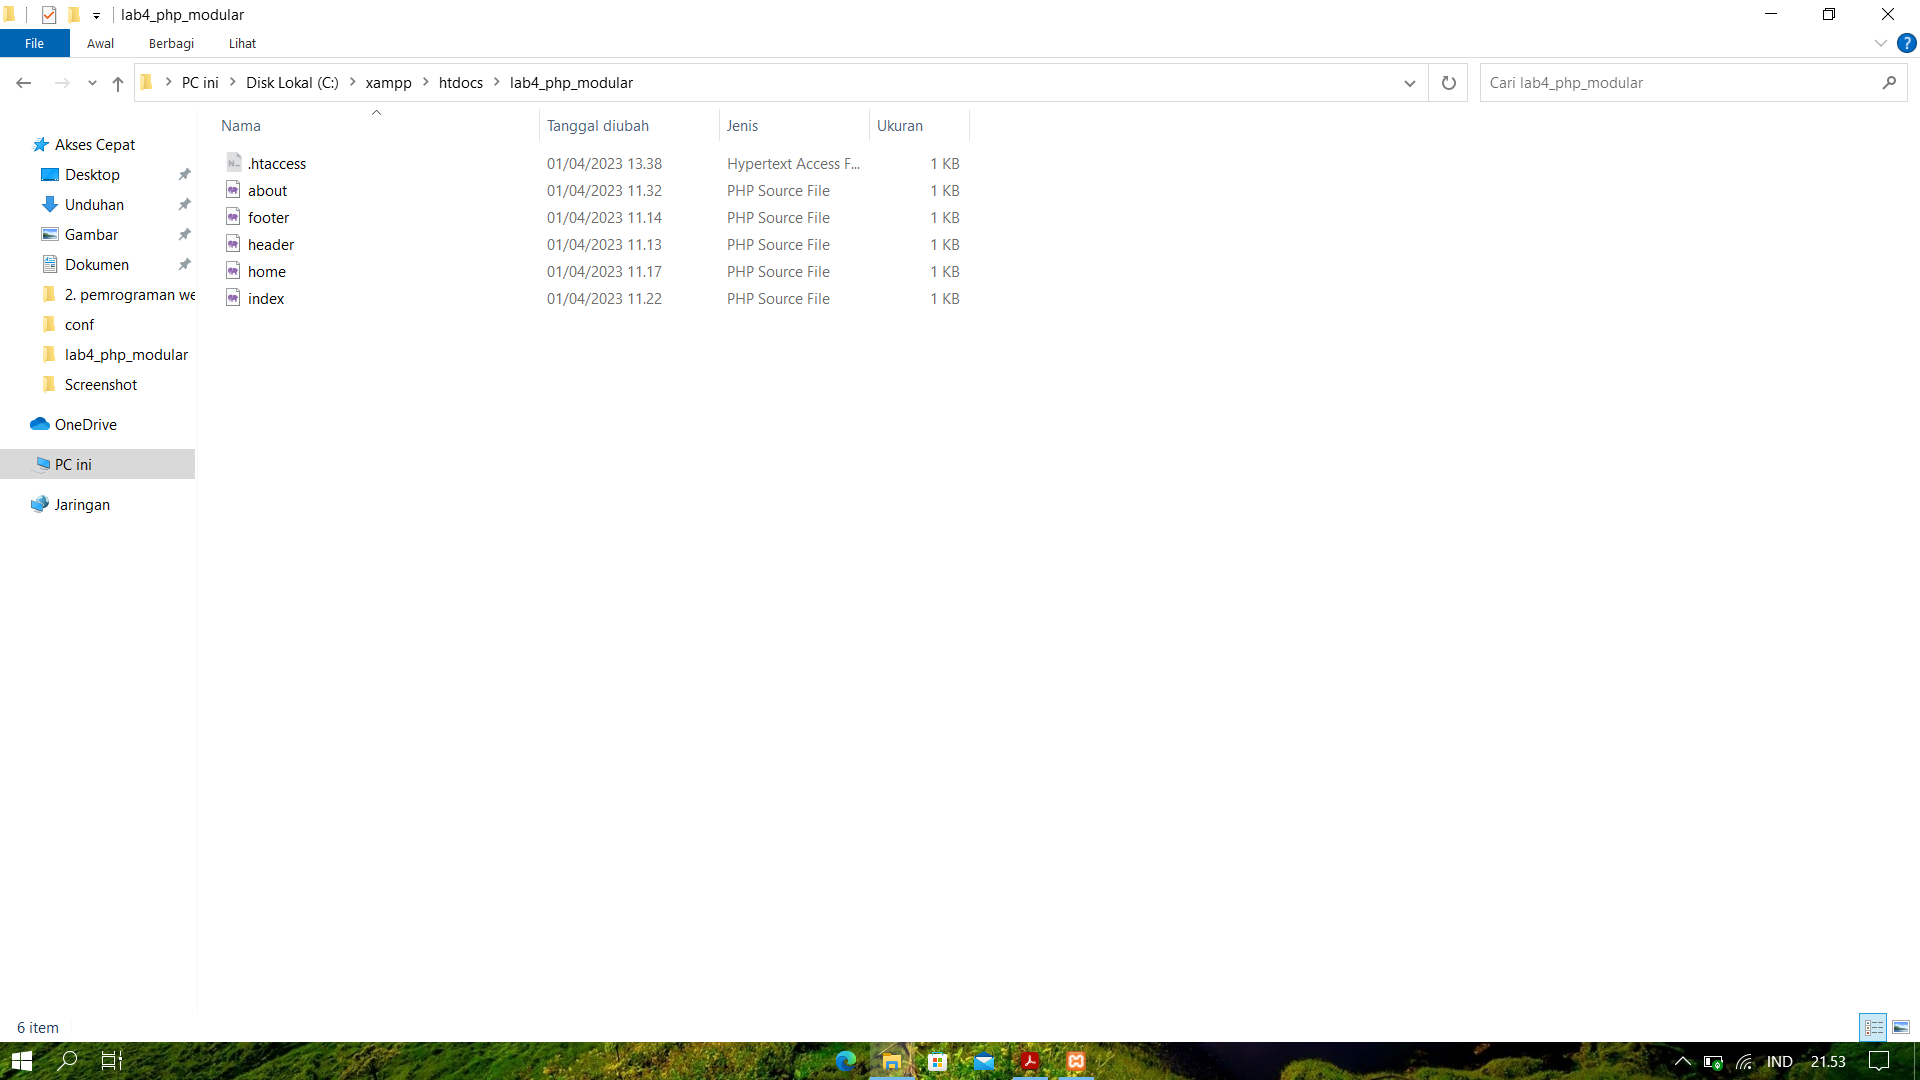 lab4_php_modular
File Awal Berbagi Lihat
PC ini Disk Lokal (C:) xampp htdocs lab4_php_modular
Cari lab4_php_modular
Nama Tanggal diubah Jenis Ukuran
.htaccess 01/04/2023 13.38 Hypertext Access F... 1 KB
about 01/04/2023 11.32 PHP Source File 1 KB
footer 01/04/2023 11.14 PHP Source File 1 KB
header 01/04/2023 11.13 PHP Source File 1 KB
home 01/04/2023 11.17 PHP Source File 1 KB
index 01/04/2023 11.22 PHP Source File 1 KB
Akses Cepat
Desktop
Unduhan
Gambar
Dokumen
2. pemrograman we
conf
lab4_php_modular
Screenshot
OneDrive
PC ini
Jaringan
6 item
IND 21.53